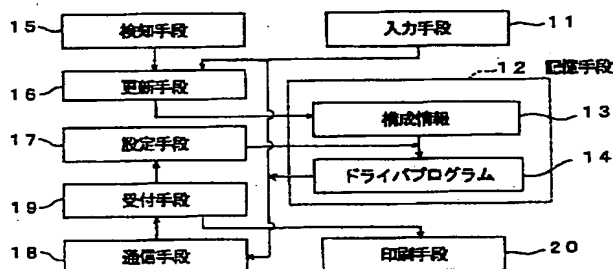 15 検知手段 入力手段 11
12 記憶手段
16 更新手段
構成情報 13
17 設定手段
ドライバプログラム 14
19 受付手段
18 通信手段 印刷手段 20